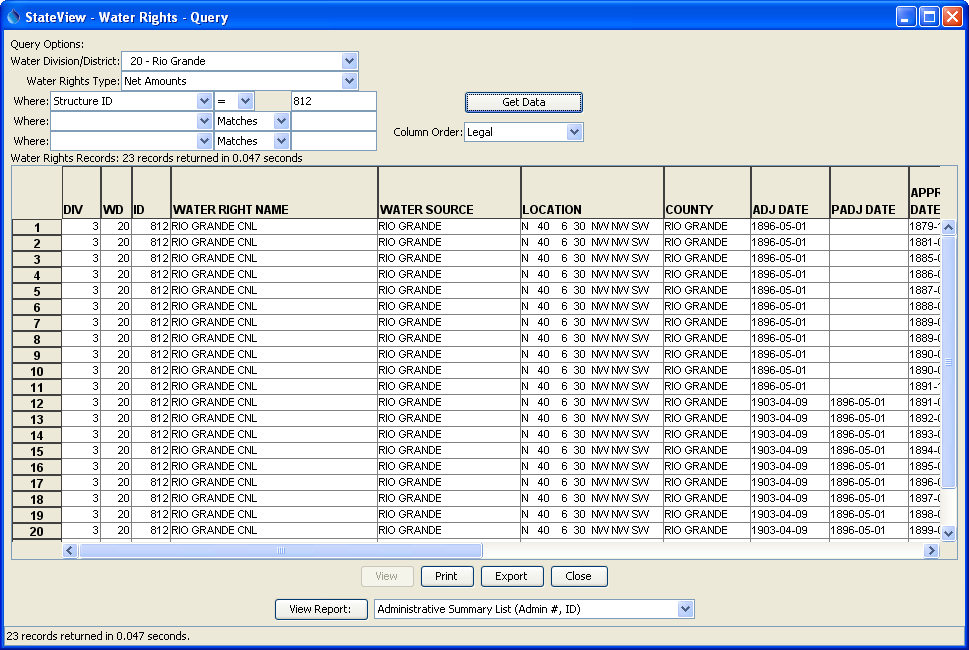 StateView - Water Rights - Query
Query Options:
Water Division/District: 20 - Rio Grande
Water Rights Type: Net Amounts
Where: Structure ID = 812
Get Data
Where: Matches
Column Order: Legal
Where: Matches
Water Rights Records: 23 records returned in 0.047 seconds
DIV WD ID WATER RIGHT NAME WATER SOURCE LOCATION COUNTY ADJ DATE PADJ DATE APPR DATE
1 3 20 812 RIO GRANDE CNL RIO GRANDE N 40 6 30 NW NW SW RIO GRANDE 1896-05-01 1879-1
2 3 20 812 RIO GRANDE CNL RIO GRANDE N 40 6 30 NW NW SW RIO GRANDE 1896-05-01 1881-0
3 3 20 812 RIO GRANDE CNL RIO GRANDE N 40 6 30 NW NW SW RIO GRANDE 1896-05-01 1885-0
4 3 20 812 RIO GRANDE CNL RIO GRANDE N 40 6 30 NW NW SW RIO GRANDE 1896-05-01 1886-0
5 3 20 812 RIO GRANDE CNL RIO GRANDE N 40 6 30 NW NW SW RIO GRANDE 1896-05-01 1887-0
6 3 20 812 RIO GRANDE CNL RIO GRANDE N 40 6 30 NW NW SW RIO GRANDE 1896-05-01 1888-0
7 3 20 812 RIO GRANDE CNL RIO GRANDE N 40 6 30 NW NW SW RIO GRANDE 1896-05-01 1889-0
8 3 20 812 RIO GRANDE CNL RIO GRANDE N 40 6 30 NW NW SW RIO GRANDE 1896-05-01 1889-0
9 3 20 812 RIO GRANDE CNL RIO GRANDE N 40 6 30 NW NW SW RIO GRANDE 1896-05-01 1890-0
10 3 20 812 RIO GRANDE CNL RIO GRANDE N 40 6 30 NW NW SW RIO GRANDE 1896-05-01 1890-0
11 3 20 812 RIO GRANDE CNL RIO GRANDE N 40 6 30 NW NW SW RIO GRANDE 1896-05-01 1891-1
12 3 20 812 RIO GRANDE CNL RIO GRANDE N 40 6 30 NW NW SW RIO GRANDE 1903-04-09 1896-05-01 1891-0
13 3 20 812 RIO GRANDE CNL RIO GRANDE N 40 6 30 NW NW SW RIO GRANDE 1903-04-09 1896-05-01 1892-0
14 3 20 812 RIO GRANDE CNL RIO GRANDE N 40 6 30 NW NW SW RIO GRANDE 1903-04-09 1896-05-01 1893-0
15 3 20 812 RIO GRANDE CNL RIO GRANDE N 40 6 30 NW NW SW RIO GRANDE 1903-04-09 1896-05-01 1894-0
16 3 20 812 RIO GRANDE CNL RIO GRANDE N 40 6 30 NW NW SW RIO GRANDE 1903-04-09 1896-05-01 1895-0
17 3 20 812 RIO GRANDE CNL RIO GRANDE N 40 6 30 NW NW SW RIO GRANDE 1903-04-09 1896-05-01 1896-0
18 3 20 812 RIO GRANDE CNL RIO GRANDE N 40 6 30 NW NW SW RIO GRANDE 1903-04-09 1896-05-01 1897-0
19 3 20 812 RIO GRANDE CNL RIO GRANDE N 40 6 30 NW NW SW RIO GRANDE 1903-04-09 1896-05-01 1898-0
20 3 20 812 RIO GRANDE CNL RIO GRANDE N 40 6 30 NW NW SW RIO GRANDE 1903-04-09 1896-05-01 1899-0
View Print Export Close
View Report: Administrative Summary List (Admin #, ID)
23 records returned in 0.047 seconds.